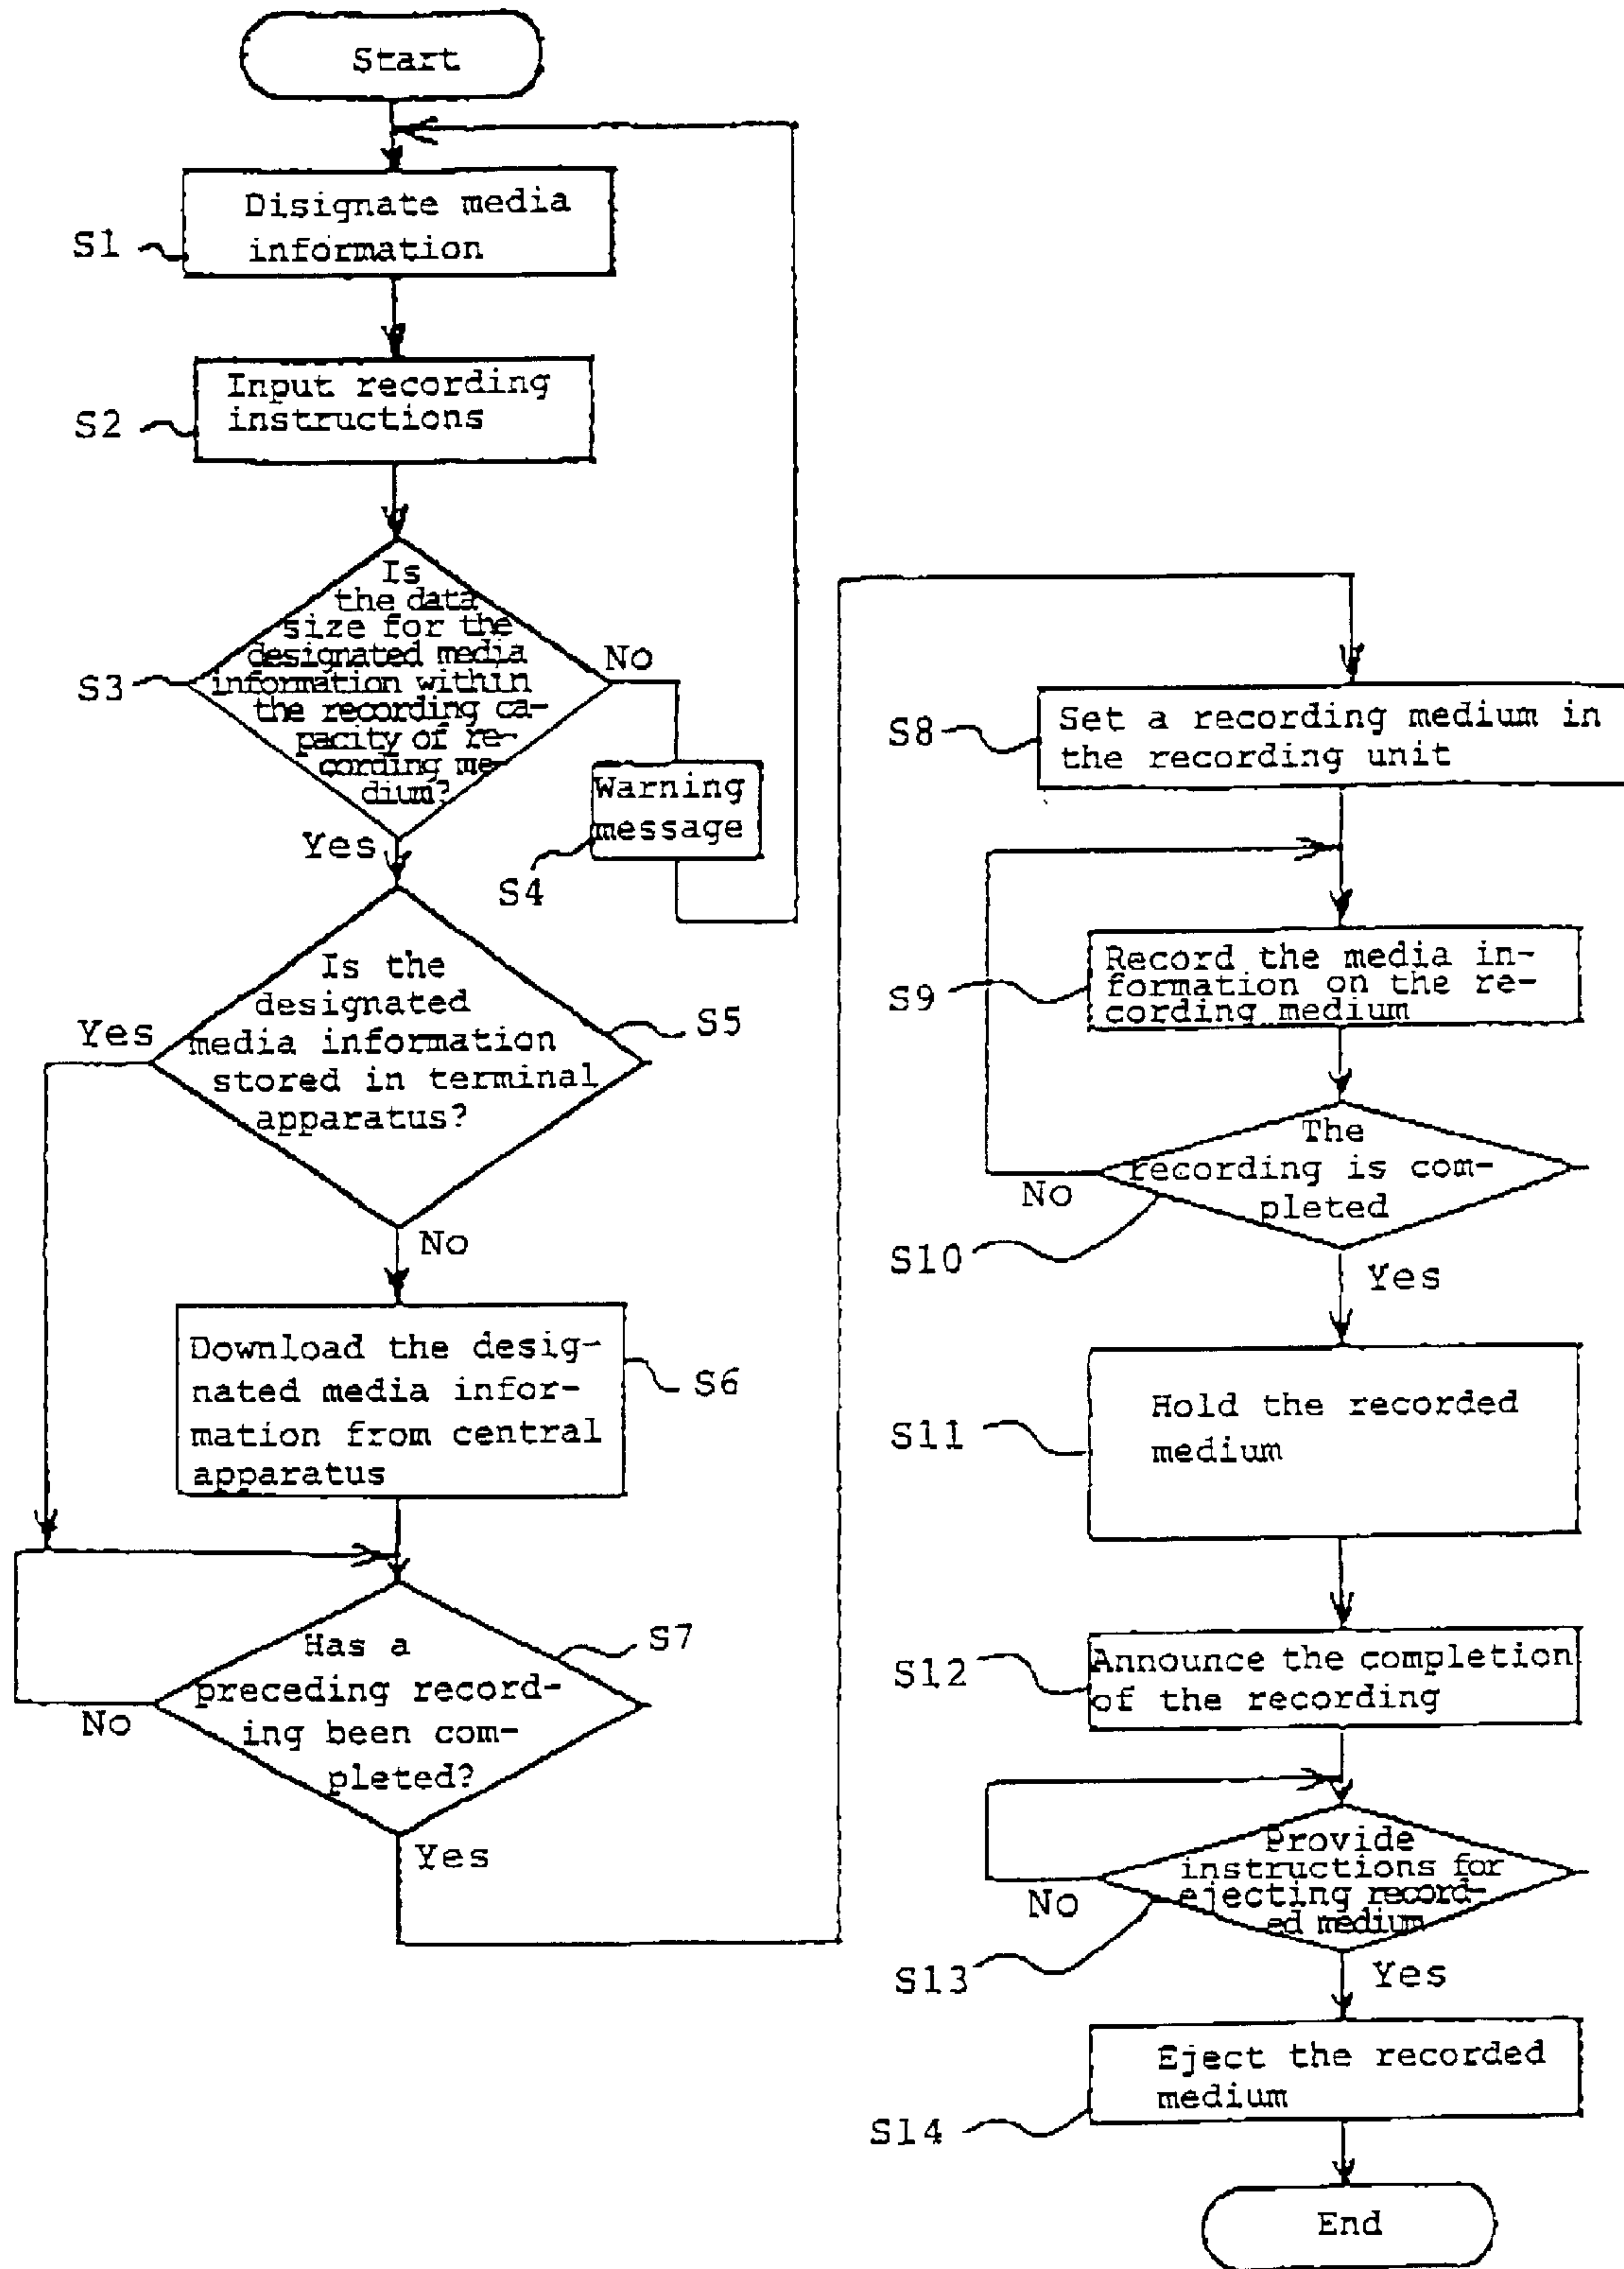 Start
Disignate media
information
S1
Input recording
instructions
S2
Is
the data
size for the
designated media
information within
the recording ca-
pacity of re-
cording me-
dium?
S3
No
Warning
message
S4
Yes
Is the
designated
media information
stored in terminal
apparatus?
S5
Yes
No
Download the desig-
nated media infor-
mation from central
apparatus
S6
Has a
preceding record-
ing been com-
pleted?
S7
No
Yes
Set a recording medium in
the recording unit
S8
Record the media in-
formation on the re-
cording medium
S9
The
recording is com-
pleted
No
S10
Yes
Hold the recorded
medium
S11
Announce the completion
of the recording
S12
Provide
instructions for
ejecting record-
ed medium
No
S13
Yes
Eject the recorded
medium
S14
End